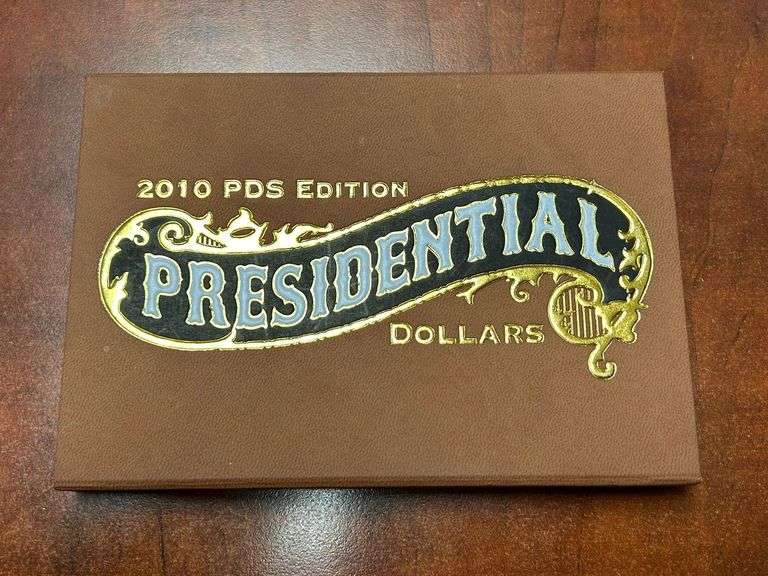 2010 PDS EDITION
PRESIDENTIAL
DOLLARS